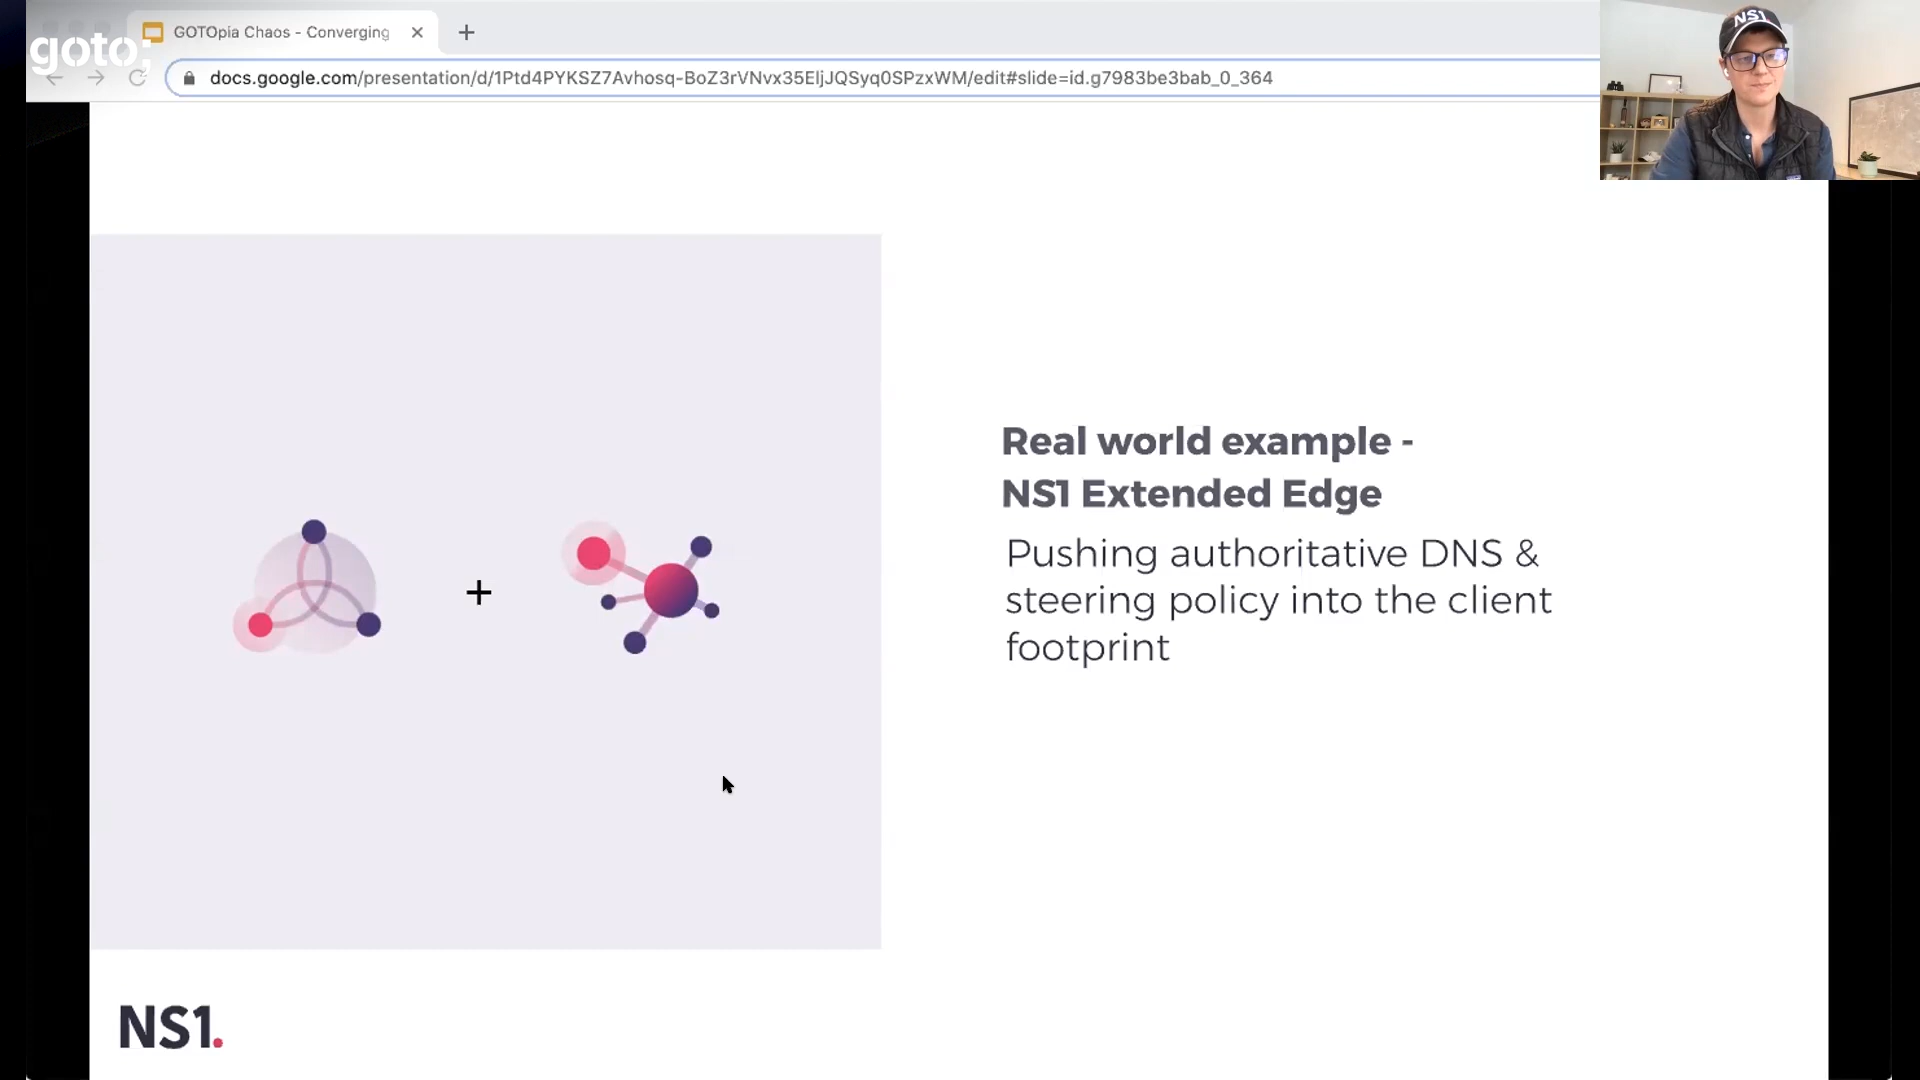 goto;
GOTOpia Chaos - Converging
docs.google.com/presentation/d/1Ptd4PYKSZ7Avhosq-BoZ3rVNvx35EljJQSyq0SPzxWM/edit#slide=id.g7983be3bab_0_364
NS1
Real world example -
NS1 Extended Edge
Pushing authoritative DNS &
steering policy into the client
footprint
+
NS1.